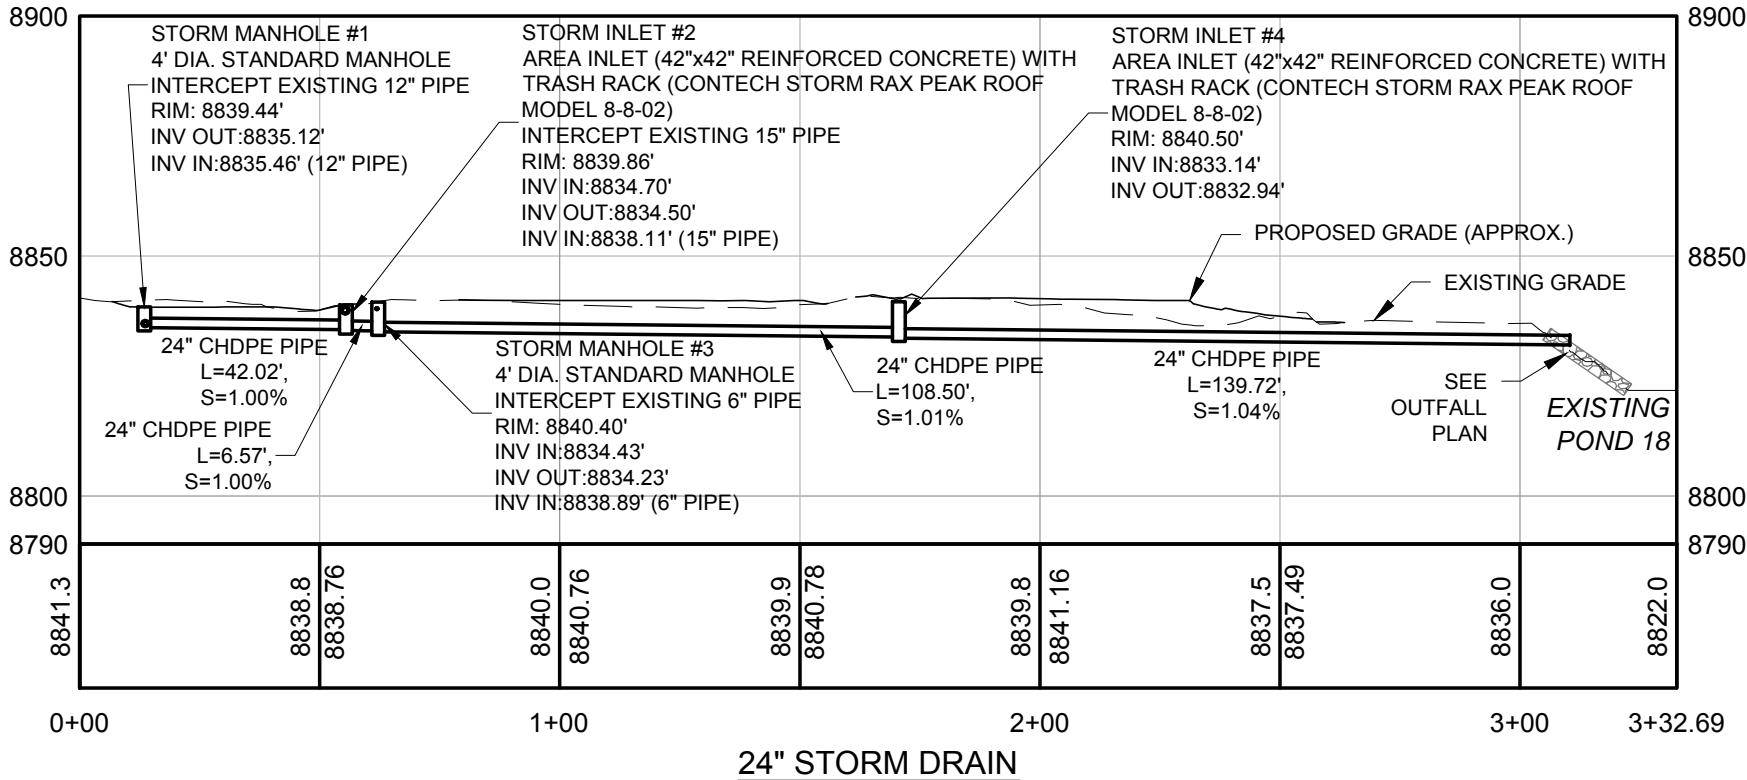 8900
8900
STORM MANHOLE #1
4' DIA. STANDARD MANHOLE
INTERCEPT EXISTING 12" PIPE
RIM: 8839.44'
INV OUT:8835.12'
INV IN:8835.46' (12" PIPE)
STORM INLET #2
AREA INLET (42"x42" REINFORCED CONCRETE) WITH
TRASH RACK (CONTECH STORM RAX PEAK ROOF
MODEL 8-8-02)
INTERCEPT EXISTING 15" PIPE
RIM: 8839.86'
INV IN:8834.70'
INV OUT:8834.50'
INV IN:8838.11' (15" PIPE)
STORM INLET #4
AREA INLET (42"x42" REINFORCED CONCRETE) WITH
TRASH RACK (CONTECH STORM RAX PEAK ROOF
MODEL 8-8-02)
RIM: 8840.50'
INV IN:8833.14'
INV OUT:8832.94'
PROPOSED GRADE (APPROX.)
8850
8850
EXISTING GRADE
24" CHDPE PIPE
L=42.02',
S=1.00%
24" CHDPE PIPE
L=6.57',
S=1.00%
STORM MANHOLE #3
4' DIA. STANDARD MANHOLE
INTERCEPT EXISTING 6" PIPE
RIM: 8840.40'
INV IN:8834.43'
INV OUT:8834.23'
INV IN:8838.89' (6" PIPE)
24" CHDPE PIPE
L=108.50',
S=1.01%
24" CHDPE PIPE
L=139.72',
S=1.04%
SEE
OUTFALL
PLAN
EXISTING
POND 18
8800
8800
8790
8790
8841.3
8838.8
8838.76
8840.0
8840.76
8839.9
8840.78
8839.8
8841.16
8837.5
8837.49
8836.0
8822.0
0+00
1+00
2+00
3+00
3+32.69
24" STORM DRAIN